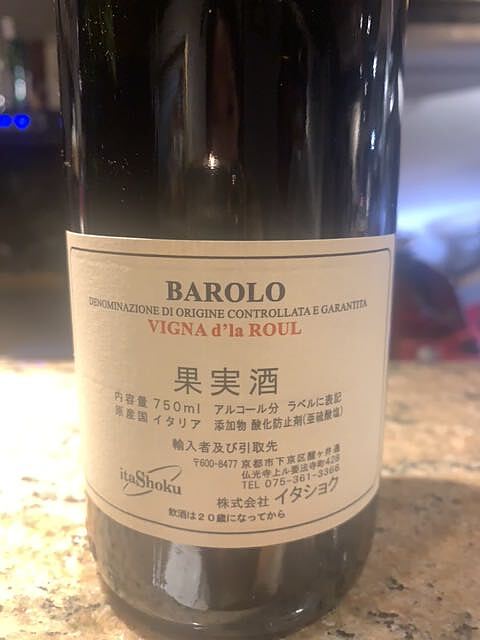 BAROLO
DENOMINAZIONE DI ORIGINE CONTROLLATA E GARANTITA
VIGNA d'la ROUL
果実酒
内容量 750ml アルコール分 ラベルに表記
原産国 イタリア 添加物 酸化防止剤(亜硫酸塩)
輸入者及び引取先
〒600-8477 京都市下京区醒ヶ井通
仏光寺上ル要法寺町428
TEL 075-361-3366
itaShoku
株式会社 イタショク
飲酒は20歳になってから